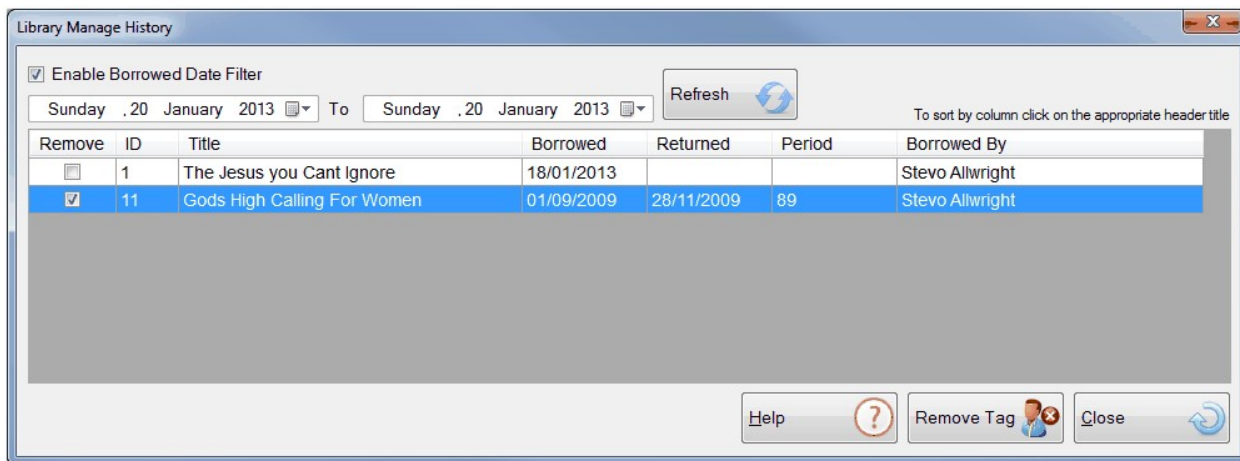 Library Manage History
Enable Borrowed Date Filter
Sunday , 20 January 2013 To Sunday , 20 January 2013 Refresh
To sort by column click on the appropriate header title
Remove ID Title Borrowed Returned Period Borrowed By
1 The Jesus you Cant Ignore 18/01/2013 Stevo Allwright
11 Gods High Calling For Women 01/09/2009 28/11/2009 89 Stevo Allwright
Help ? Remove Tag Close